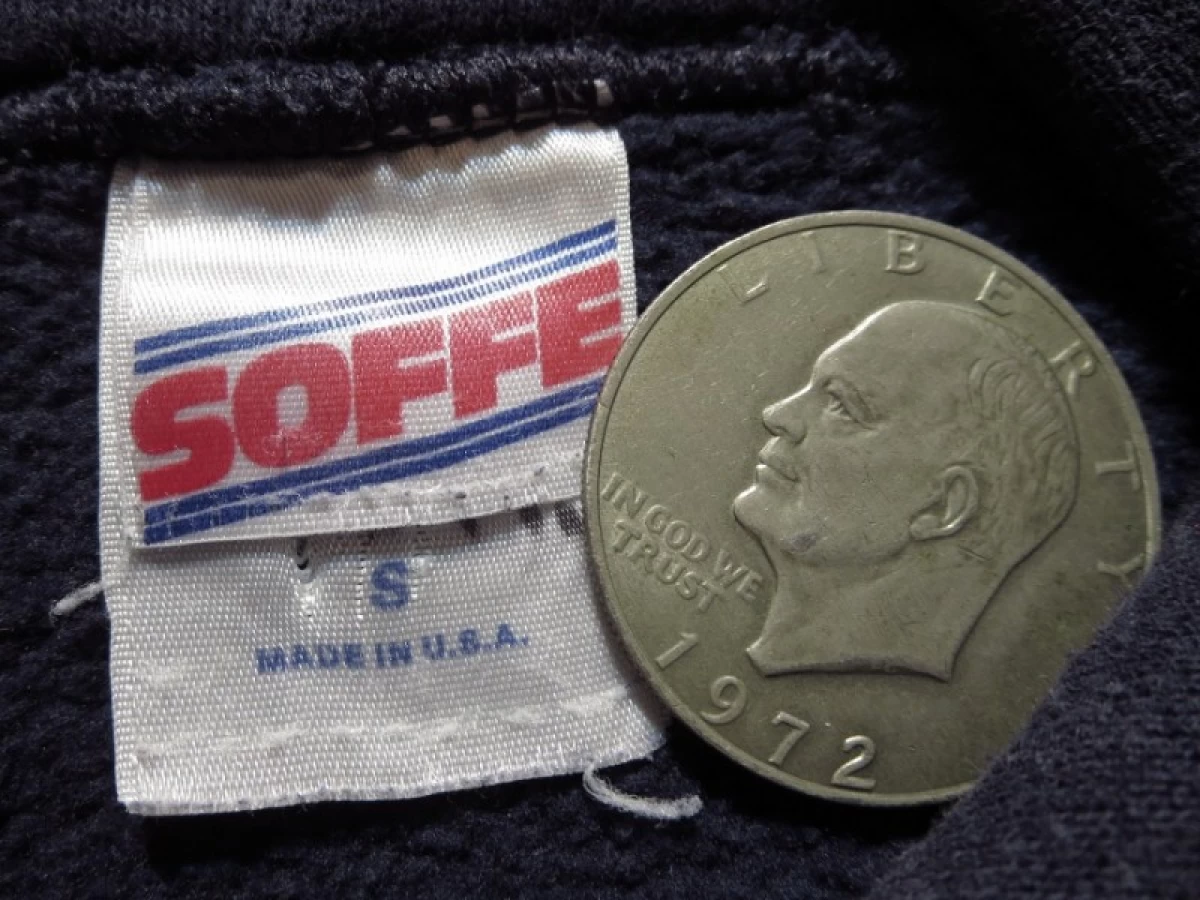 SOFFE
S
MADE IN U.S.A.
LIBERTY
IN GOD WE
TRUST
1972